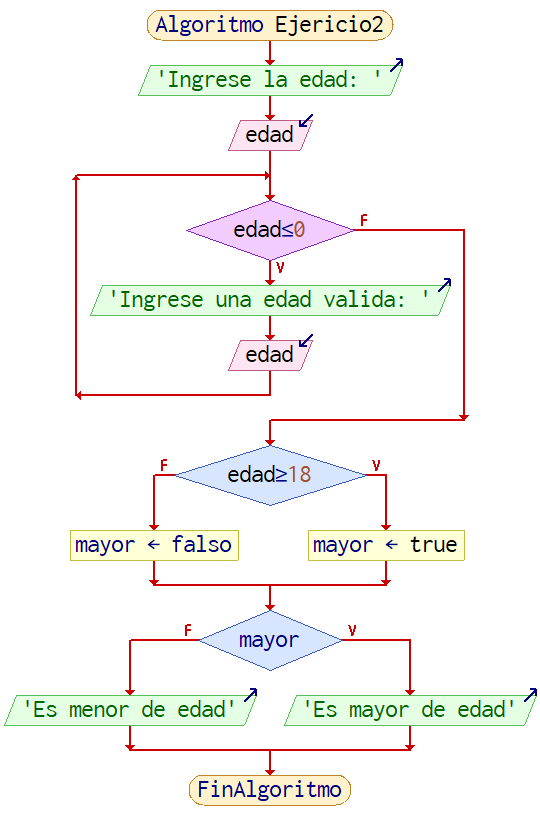 Algoritmo Ejericio2
'Ingrese la edad: '
edad
edad≤0
F
V
'Ingrese una edad valida: '
edad
edad≥18
F
V
mayor ← falso
mayor ← true
mayor
F
V
'Es menor de edad'
'Es mayor de edad'
FinAlgoritmo